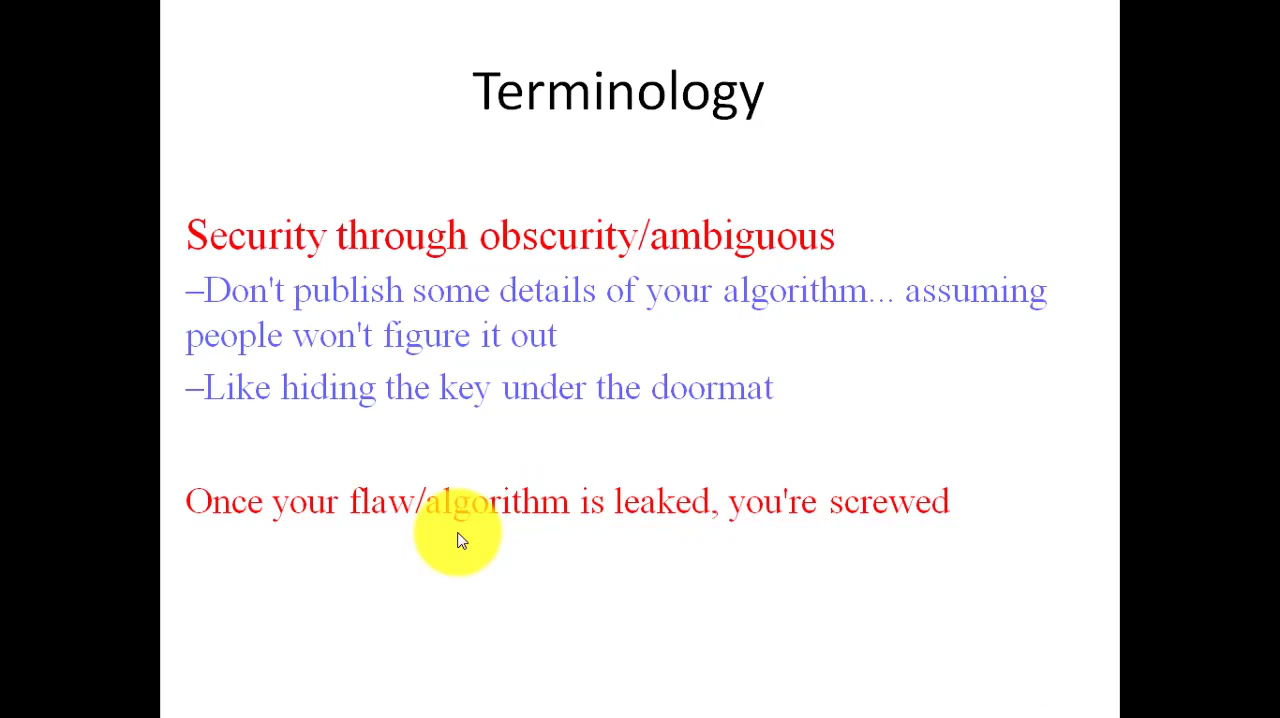 Terminology
Security through obscurity/ambiguous
–Don't publish some details of your algorithm... assuming
people won't figure it out
–Like hiding the key under the doormat
Once your flaw/algorithm is leaked, you're screwed